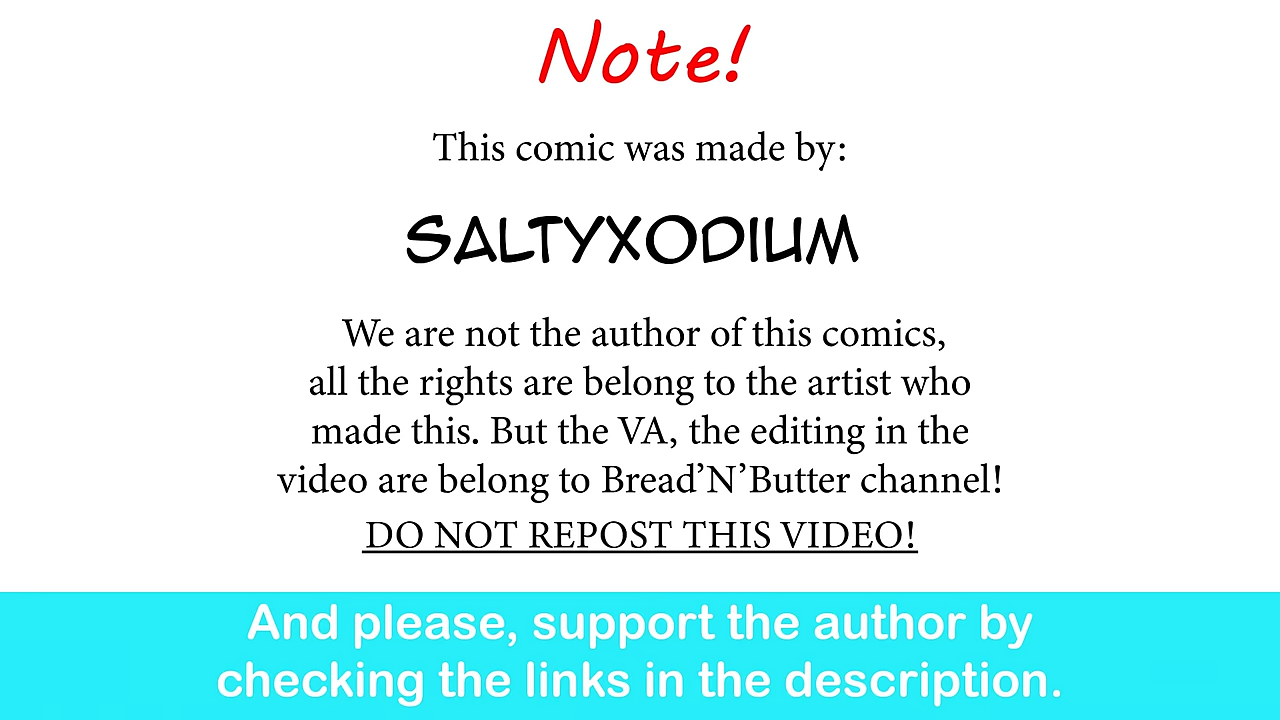 Note!
This comic was made by:
SALTYXODIUM
We are not the author of this comics,
all the rights are belong to the artist who
made this. But the VA, the editing in the
video are belong to Bread’N’Butter channel!
DO NOT REPOST THIS VIDEO!
And please, support the author by
checking the links in the description.